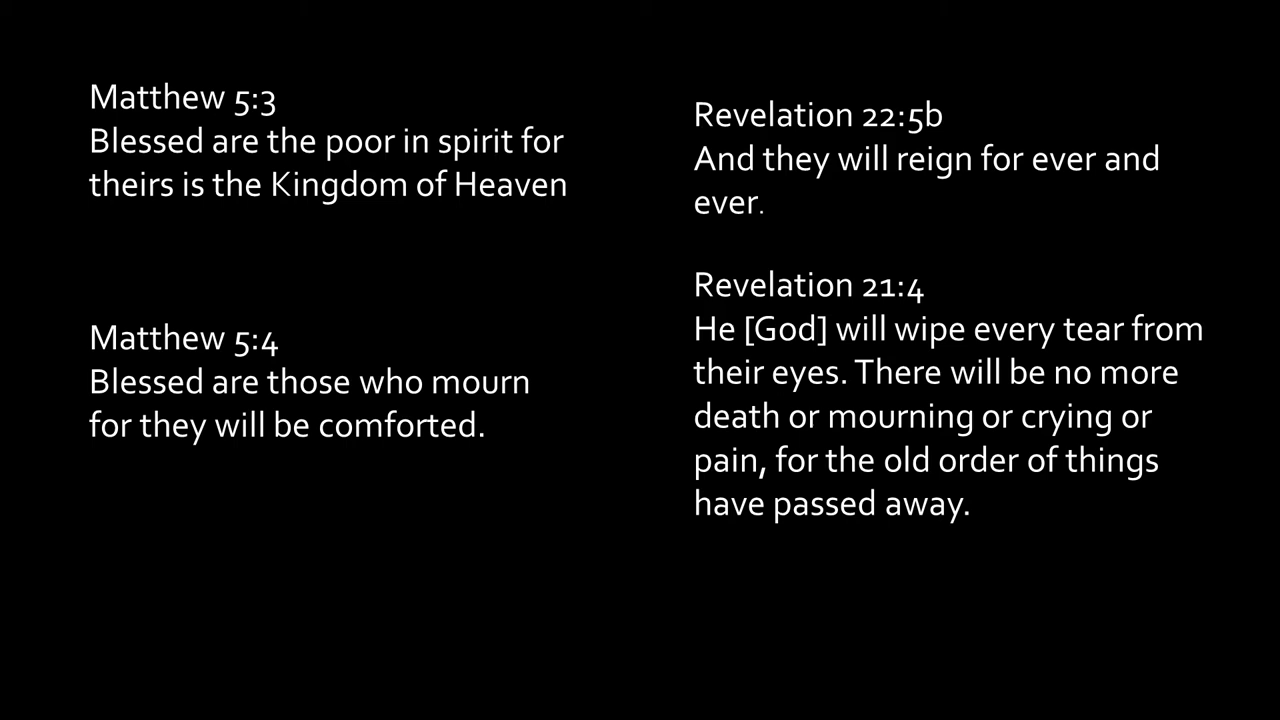 Matthew 5:3
Blessed are the poor in spirit for
theirs is the Kingdom of Heaven
Matthew 5:4
Blessed are those who mourn
for they will be comforted.
Revelation 22:5b
And they will reign for ever and
ever.
Revelation 21:4
He [God] will wipe every tear from
their eyes. There will be no more
death or mourning or crying or
pain, for the old order of things
have passed away.